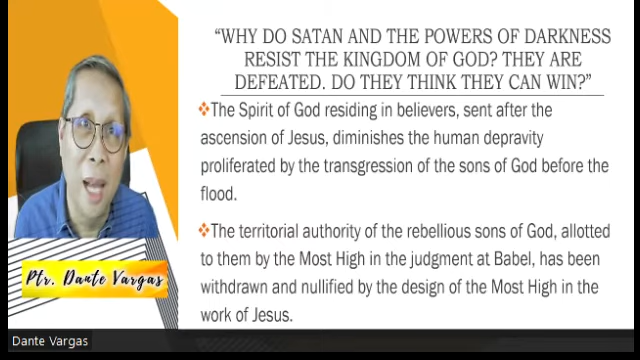 “WHY DO SATAN AND THE POWERS OF DARKNESS
RESIST THE KINGDOM OF GOD? THEY ARE
DEFEATED. DO THEY THINK THEY CAN WIN?”
❖The Spirit of God residing in believers, sent after the
ascension of Jesus, diminishes the human depravity
proliferated by the transgression of the sons of God before the
flood.
❖The territorial authority of the rebellious sons of God, allotted
to them by the Most High in the judgment at Babel, has been
withdrawn and nullified by the design of the Most High in the
work of Jesus.
Ptr. Dante Vargas
Dante Vargas